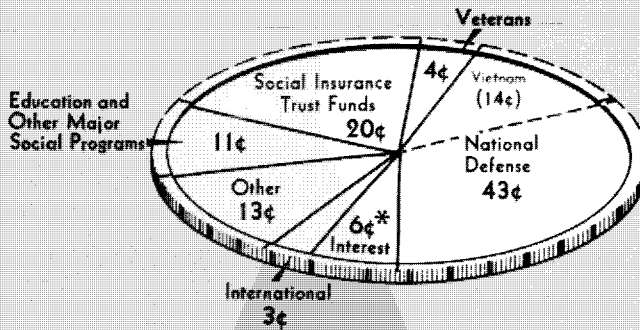 Veterans
4¢
Vietnam
(14¢)
Social Insurance
Trust Funds
20¢
Education and
Other Major
Social Programs
11¢
National
Defense
43¢
Other
13¢
6¢*
Interest
International
3¢